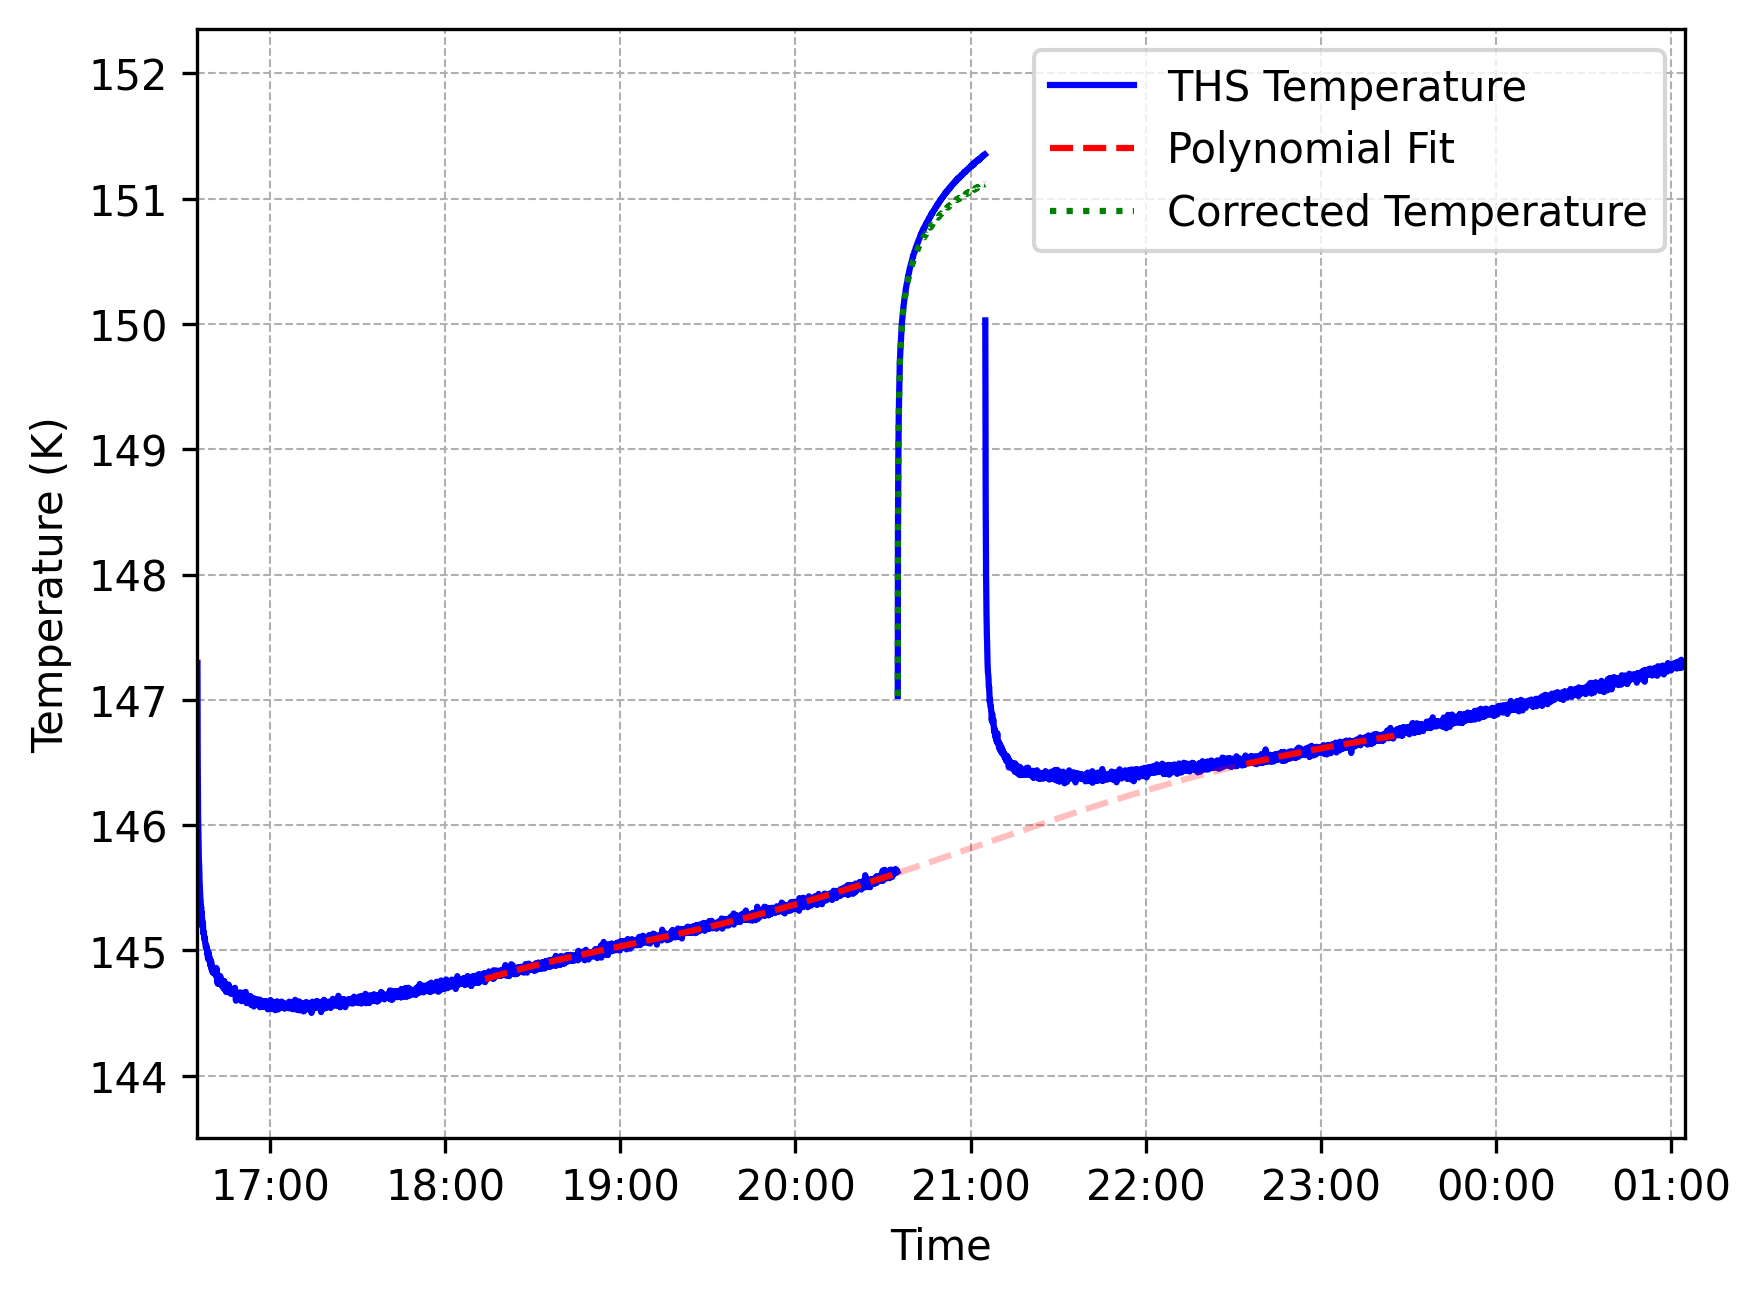 THS Temperature
Polynomial Fit
Corrected Temperature
Temperature (K)
152
151
150
149
148
147
146
145
144
17:00 18:00 19:00 20:00 21:00 22:00 23:00 00:00 01:00
Time